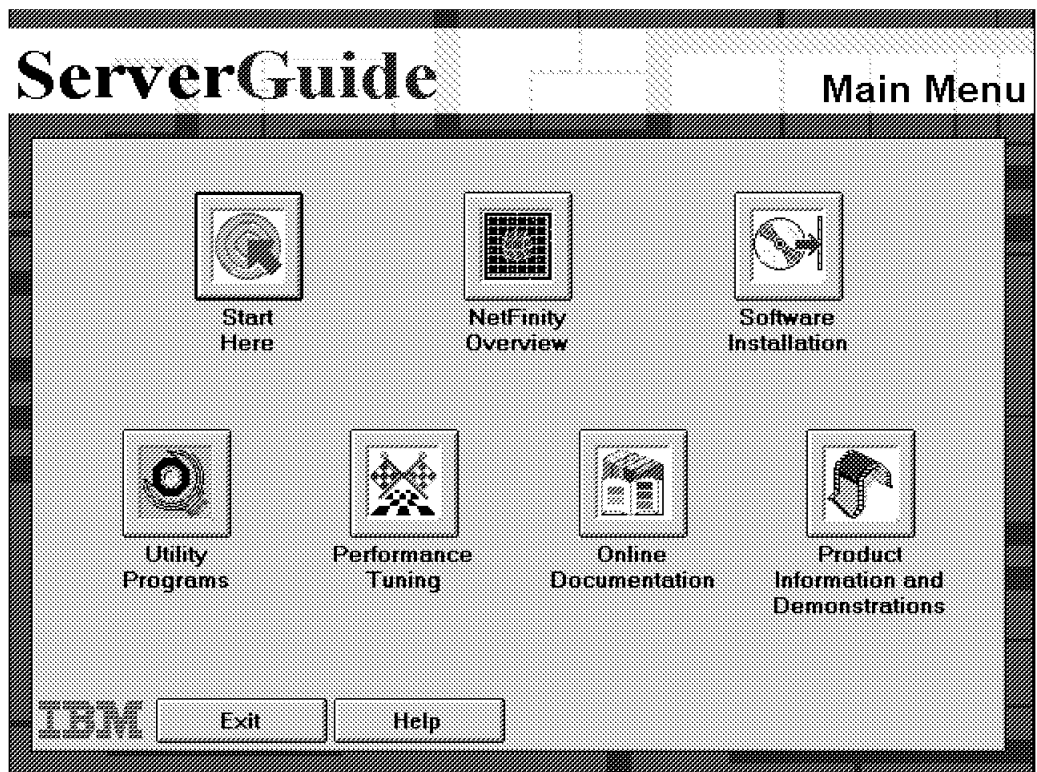 ServerGuide
Main Menu
Start
Here
NetFinity
Overview
Software
Installation
Utility
Programs
Performance
Tuning
Online
Documentation
Product
Information and
Demonstrations
IBM
Exit
Help